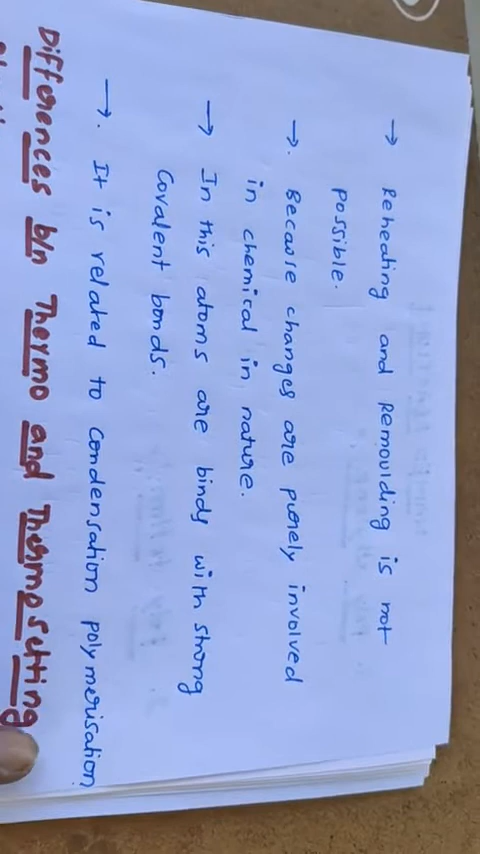 → Reheating and Remoulding is not
possible.
→. Because changes are purely involved
in chemical in nature.
→ In this atoms are binds with strong
Covalent bonds.
→. It is related to condensation polymerisation
Differences b/n Thermo and Thermosetting